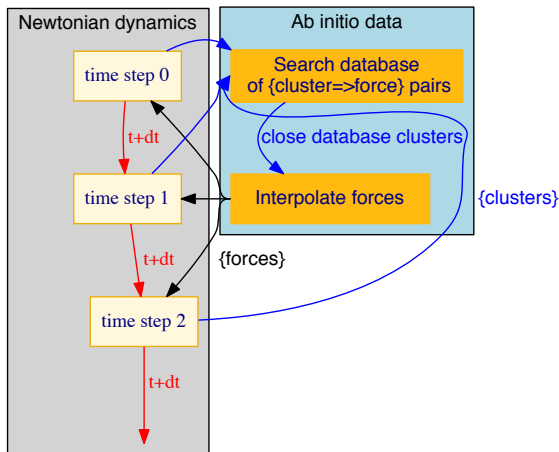 Newtonian dynamics
Ab initio data
time step 0
Search database
of {cluster=>force} pairs
t+dt
close database clusters
time step 1
Interpolate forces
{clusters}
t+dt
{forces}
time step 2
t+dt